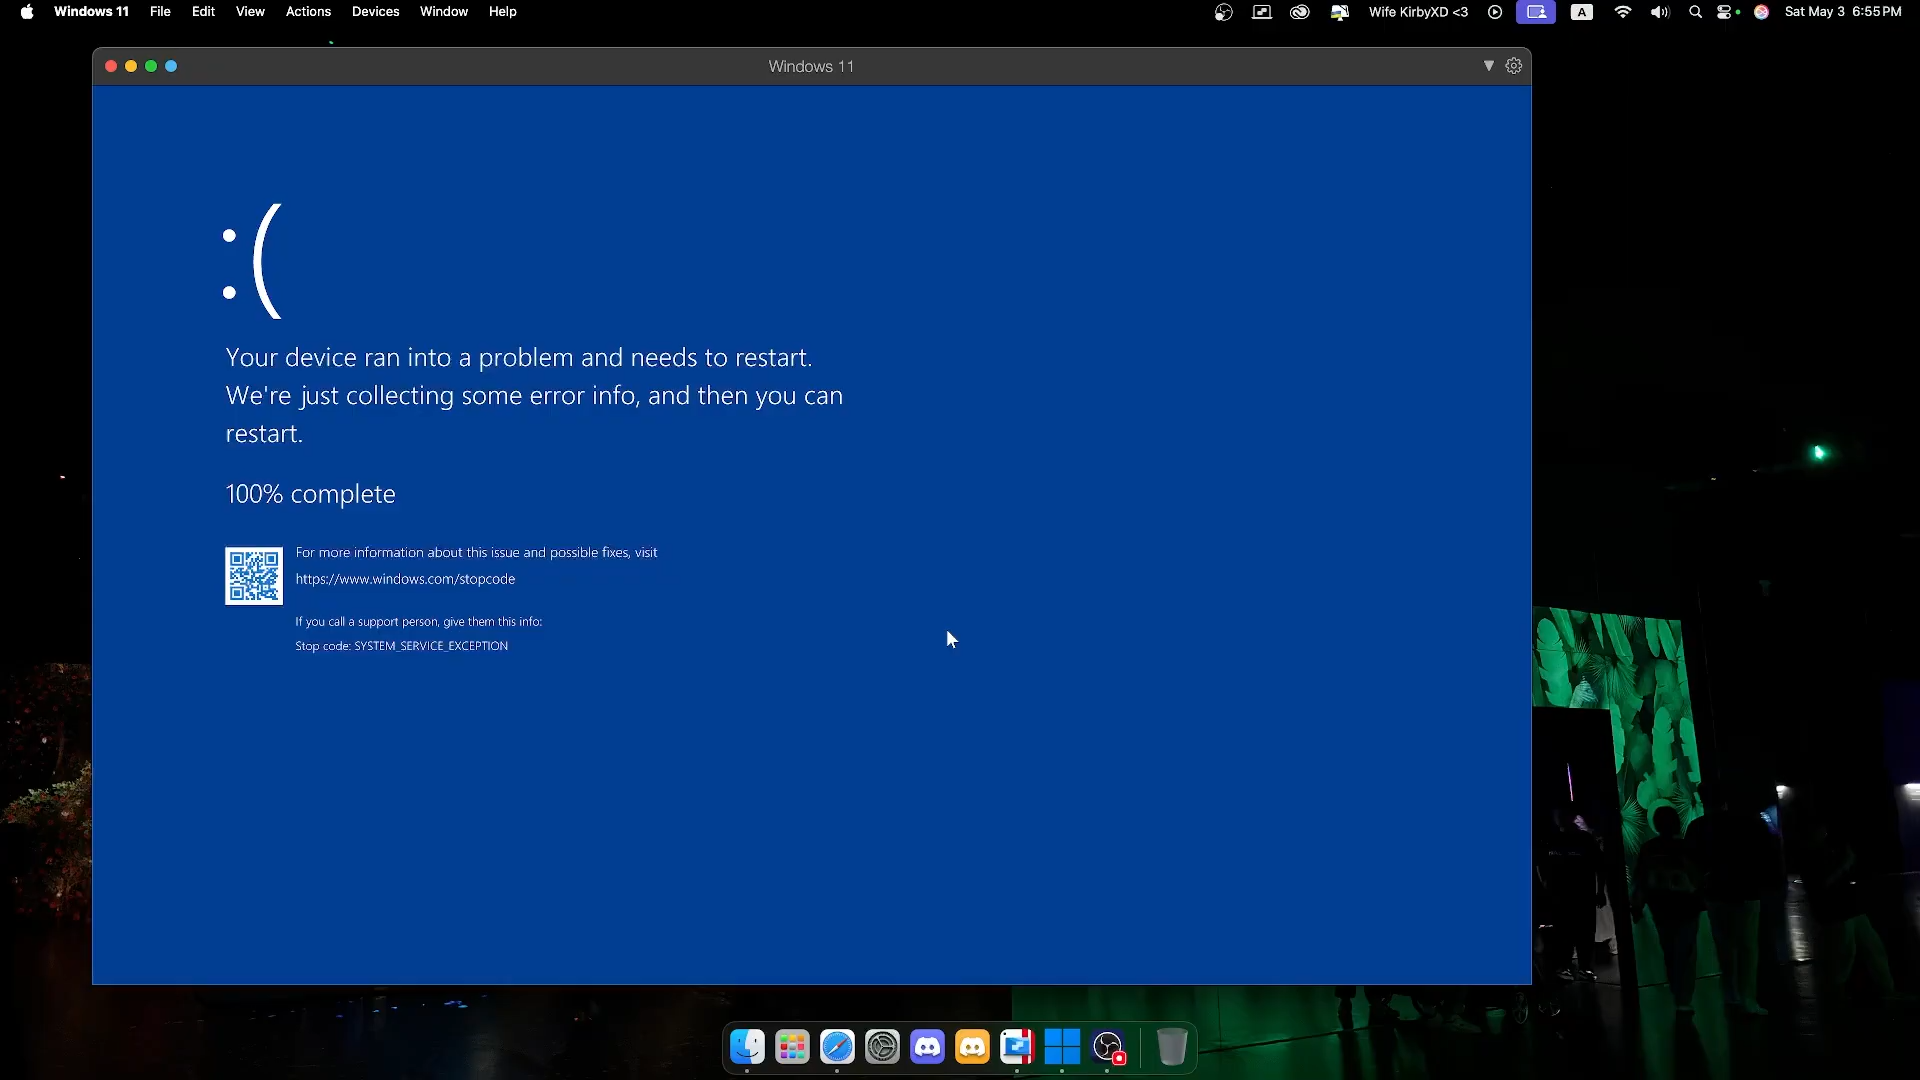 Windows 11 File Edit View Actions Devices Window Help Wife KirbyXD <3 A Sat May 3 6:55 PM
Windows 11
:(
Your device ran into a problem and needs to restart.
We're just collecting some error info, and then you can
restart.
100% complete
For more information about this issue and possible fixes, visit
https://www.windows.com/stopcode
If you call a support person, give them this info:
Stop code: SYSTEM_SERVICE_EXCEPTION